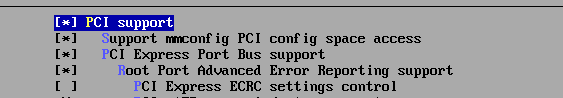 [*] PCI support
[*] Support mmconfig PCI config space access
[*] PCI Express Port Bus support
[*] Root Port Advanced Error Reporting support
[ ] PCI Express ECRC settings control